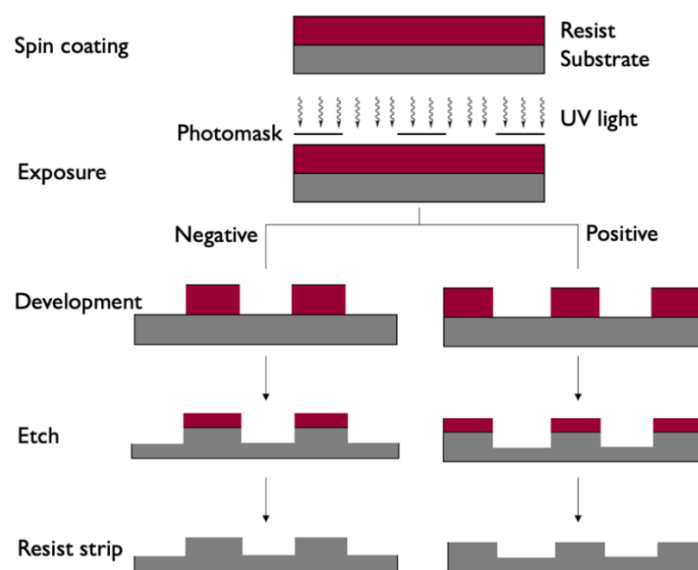 Spin coating
Resist
Substrate
UV light
Photomask
Exposure
Negative
Positive
Development
Etch
Resist strip